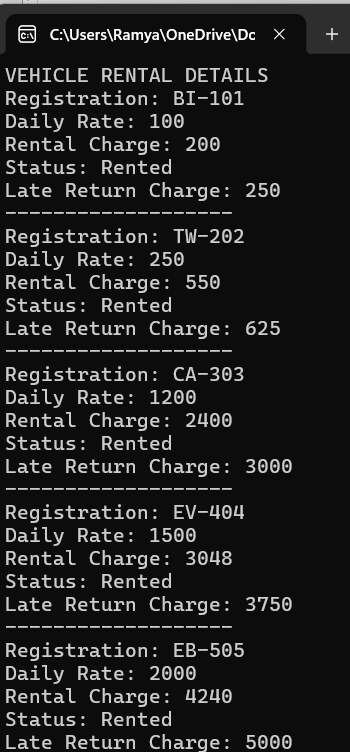 C:\Users\Ramya\OneDrive\Dc
VEHICLE RENTAL DETAILS
Registration: BI-101
Daily Rate: 100
Rental Charge: 200
Status: Rented
Late Return Charge: 250
-------------------
Registration: TW-202
Daily Rate: 250
Rental Charge: 550
Status: Rented
Late Return Charge: 625
-------------------
Registration: CA-303
Daily Rate: 1200
Rental Charge: 2400
Status: Rented
Late Return Charge: 3000
-------------------
Registration: EV-404
Daily Rate: 1500
Rental Charge: 3048
Status: Rented
Late Return Charge: 3750
-------------------
Registration: EB-505
Daily Rate: 2000
Rental Charge: 4240
Status: Rented
Late Return Charge: 5000